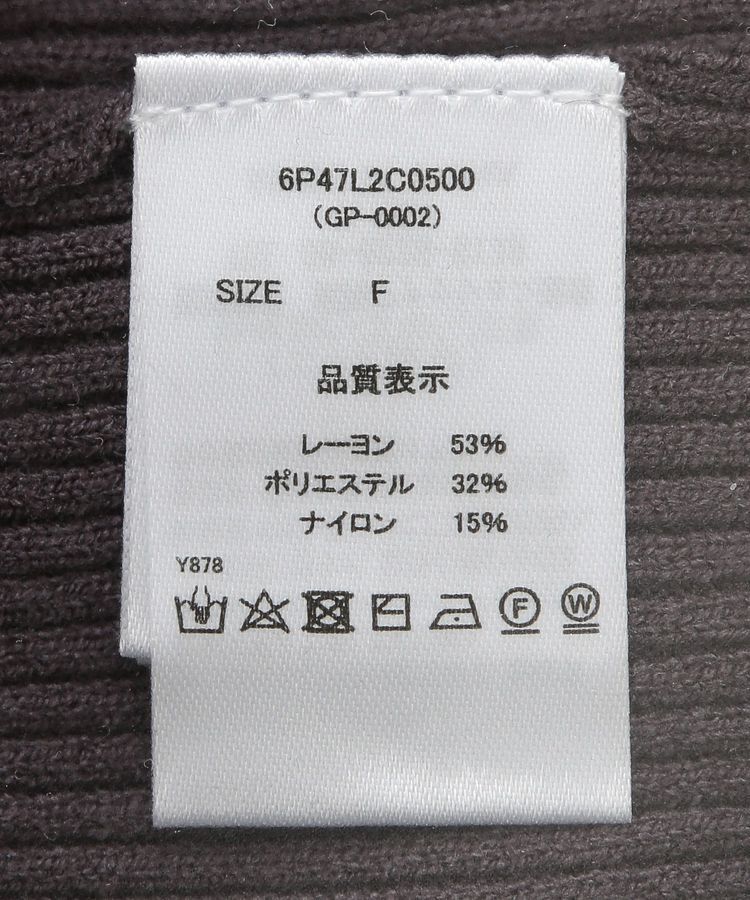 6P47L2C0500
(GP-0002)
SIZE F
品質表示
レーヨン 53%
ポリエステル 32%
ナイロン 15%
Y878
F W